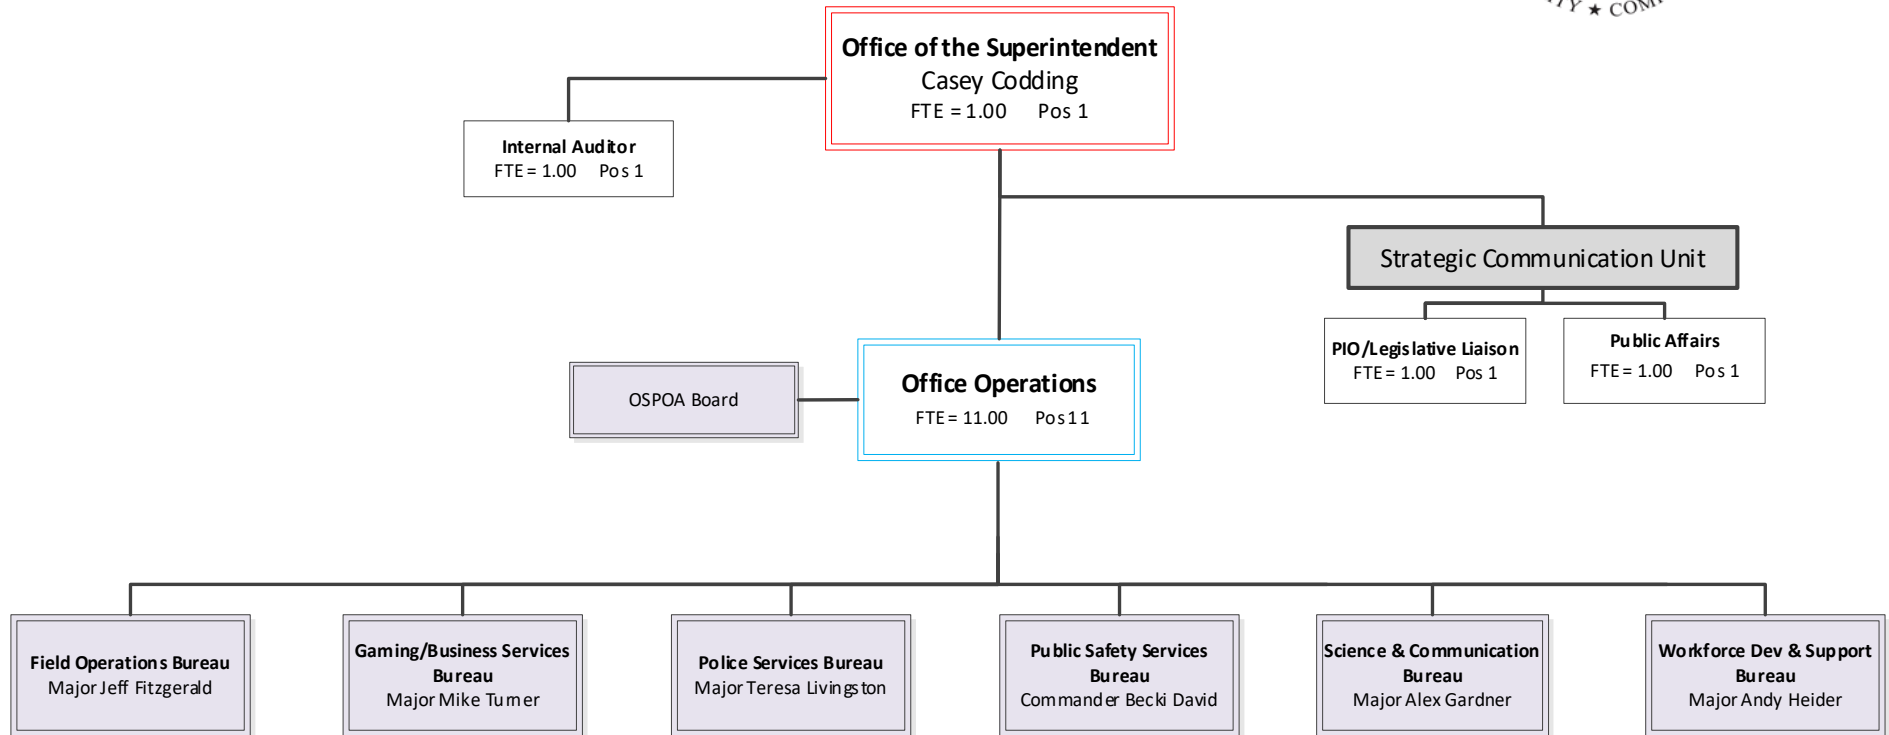 Office of the Superintendent
Casey Codding
FTE = 1.00 Pos 1
Internal Auditor
FTE = 1.00 Pos 1
Strategic Communication Unit
PIO/Legislative Liaison
FTE = 1.00 Pos 1
Public Affairs
FTE = 1.00 Pos 1
OSPOA Board
Office Operations
FTE = 11.00 Pos 11
Field Operations Bureau
Major Jeff Fitzgerald
Gaming/Business Services
Bureau
Major Mike Turner
Police Services Bureau
Major Teresa Livingston
Public Safety Services
Bureau
Commander Becki David
Science & Communication
Bureau
Major Alex Gardner
Workforce Dev & Support
Bureau
Major Andy Heider